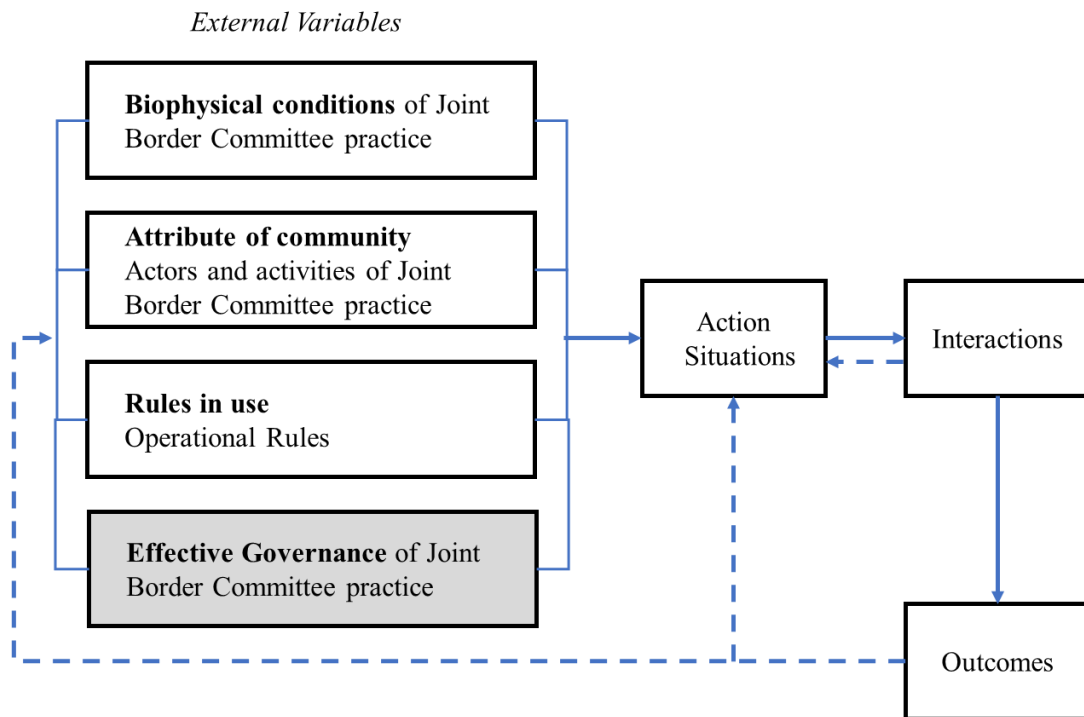 External Variables
Biophysical conditions of Joint
Border Committee practice
Attribute of community
Actors and activities of Joint
Border Committee practice
Rules in use
Operational Rules
Effective Governance of Joint
Border Committee practice
Action
Situations
Interactions
Outcomes